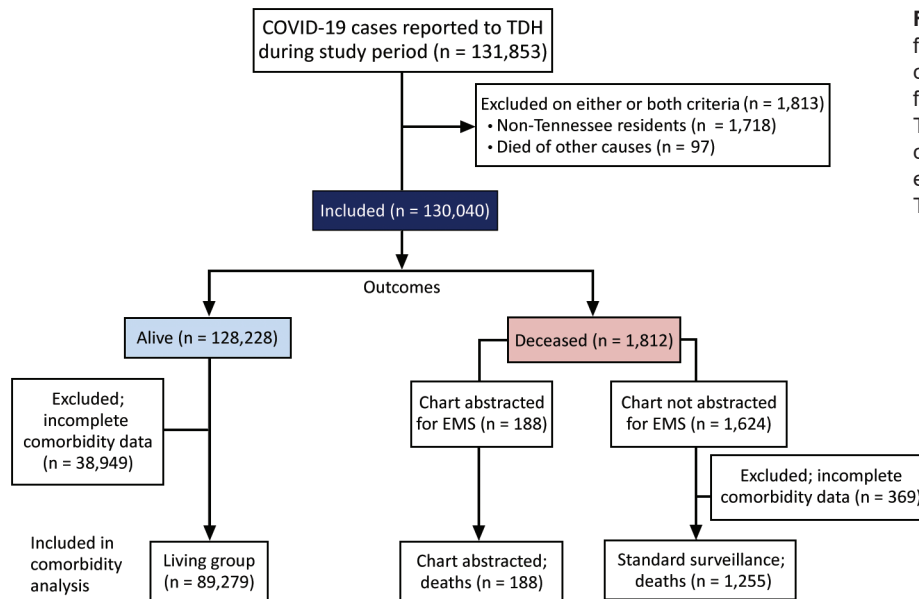 COVID-19 cases reported to TDH
during study period (n = 131,853)
Excluded on either or both criteria (n = 1,813)
• Non-Tennessee residents (n = 1,718)
• Died of other causes (n = 97)
Included (n = 130,040)
Outcomes
Alive (n = 128,228)
Deceased (n = 1,812)
Excluded;
incomplete
comorbidity data
(n = 38,949)
Chart abstracted
for EMS (n = 188)
Chart not abstracted
for EMS (n = 1,624)
Excluded; incomplete
comorbidity data (n = 369)
Included in
comorbidity
analysis
Living group
(n = 89,279)
Chart abstracted;
deaths (n = 188)
Standard surveillance;
deaths (n = 1,255)